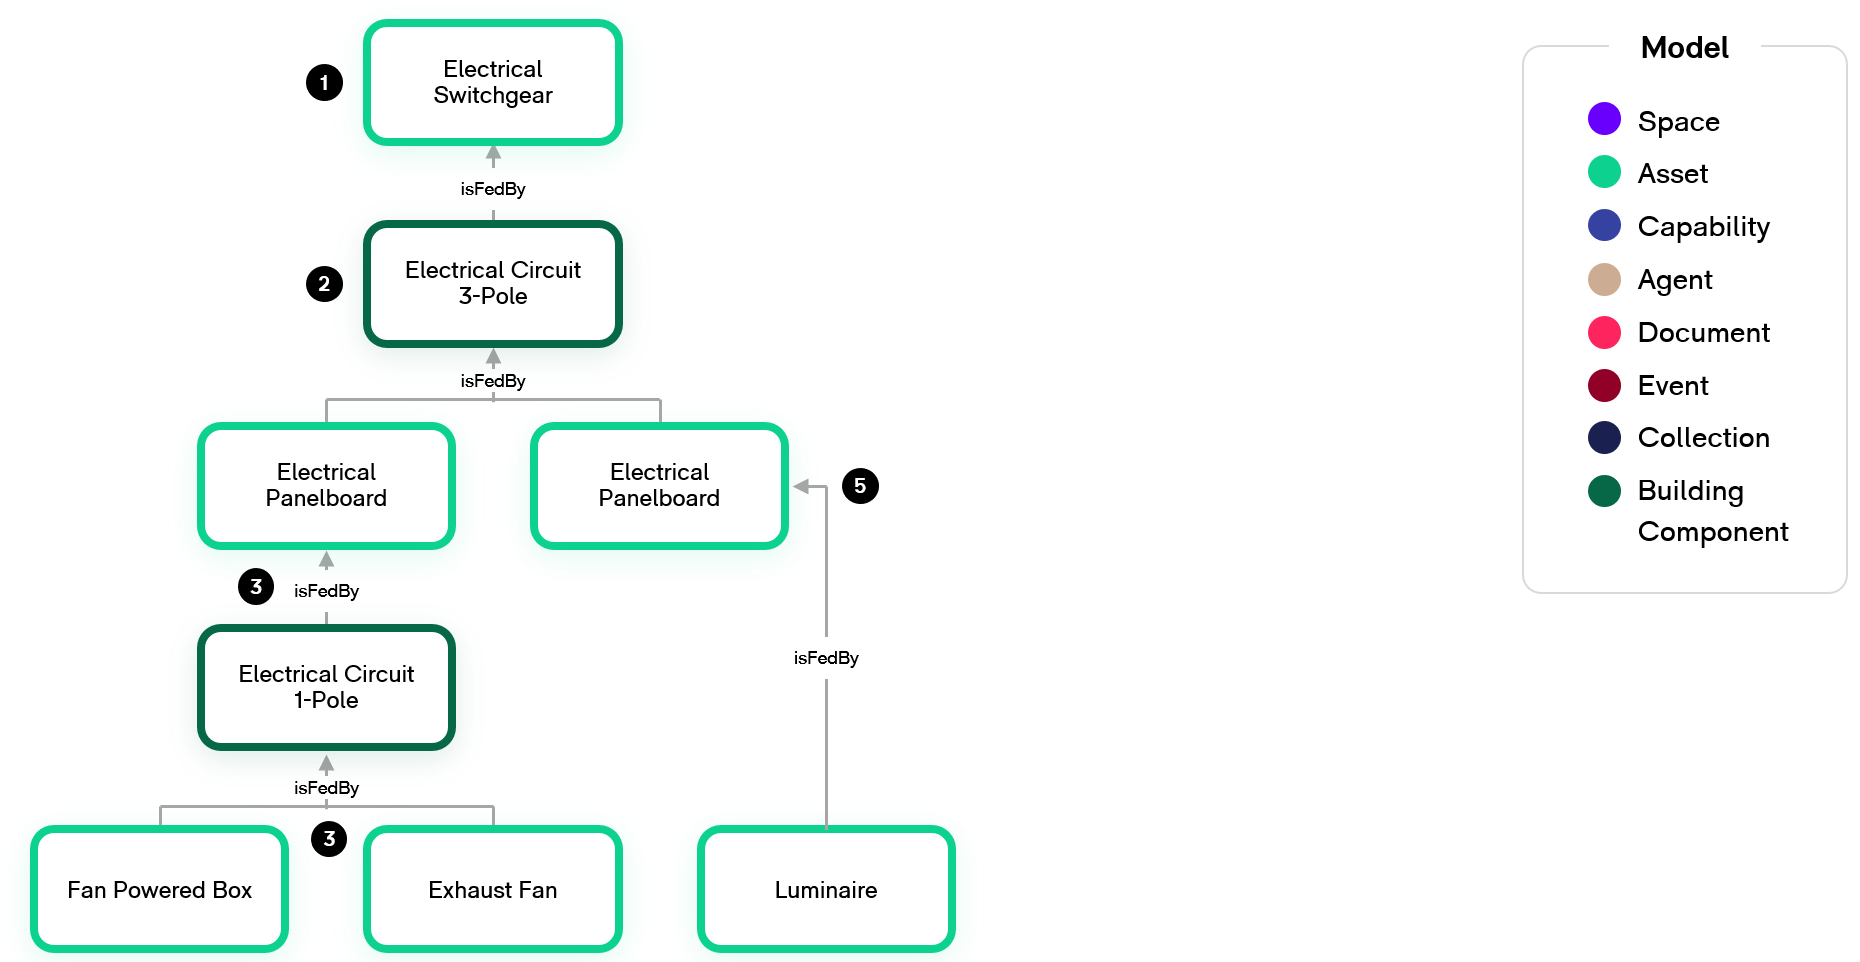 Electrical
Switchgear
1
isFedBy
Electrical Circuit
3-Pole
2
isFedBy
Electrical
Panelboard
Electrical
Panelboard
5
3
isFedBy
Electrical Circuit
1-Pole
isFedBy
isFedBy
3
Fan Powered Box
Exhaust Fan
Luminaire
Model
Space
Asset
Capability
Agent
Document
Event
Collection
Building
Component